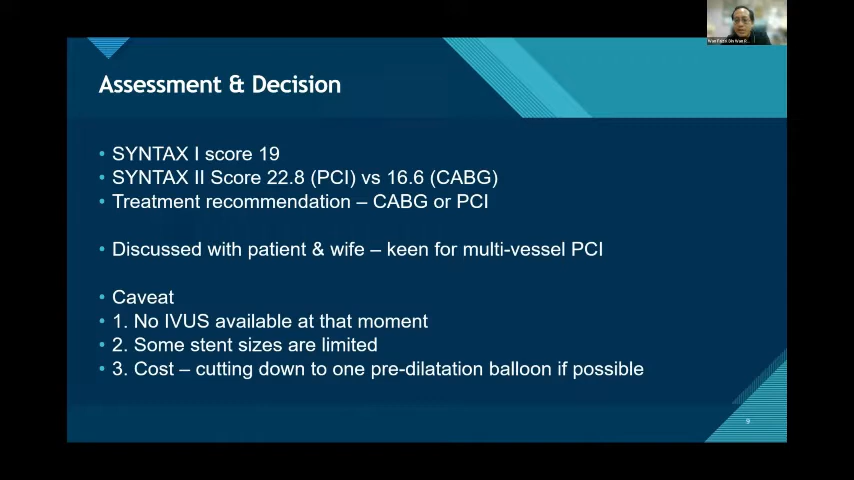 Assessment & Decision
• SYNTAX I score 19
• SYNTAX II Score 22.8 (PCI) vs 16.6 (CABG)
• Treatment recommendation – CABG or PCI
• Discussed with patient & wife – keen for multi-vessel PCI
• Caveat
• 1. No IVUS available at that moment
• 2. Some stent sizes are limited
• 3. Cost – cutting down to one pre-dilatation balloon if possible
9